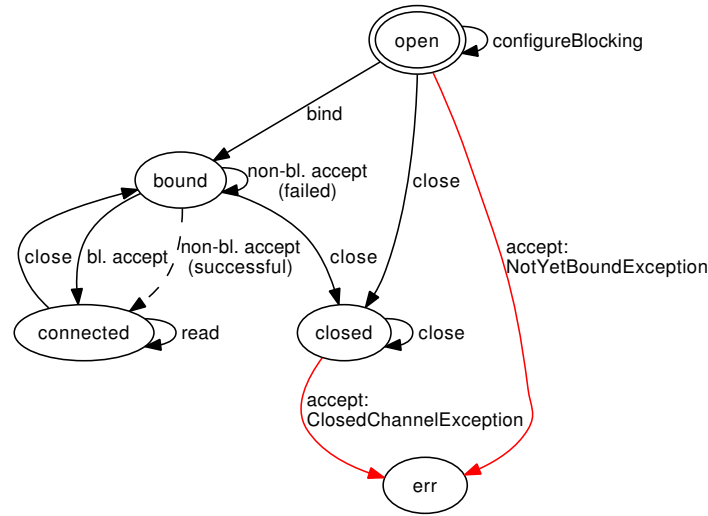 open
configureBlocking
bind
bound
non-bl. accept
(failed)
close
close
bl. accept
non-bl. accept
(successful)
close
accept:
NotYetBoundException
connected
read
closed
close
accept:
ClosedChannelException
err